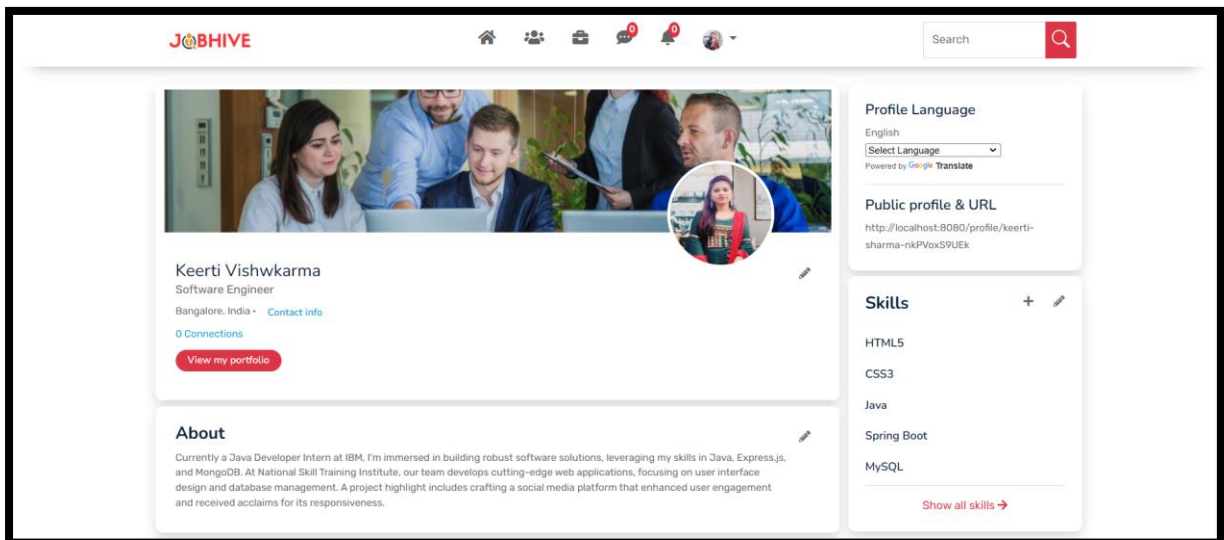 JOBHIVE
0
0
Search
Keerti Vishwkarma
Software Engineer
Bangalore, India •
Contact info
0 Connections
View my portfolio
About
Currently a Java Developer Intern at IBM, I'm immersed in building robust software solutions, leveraging my skills in Java, Express.js,
and MongoDB. At National Skill Training Institute, our team develops cutting-edge web applications, focusing on user interface
design and database management. A project highlight includes crafting a social media platform that enhanced user engagement
and received acclaims for its responsiveness.
Profile Language
English
Select Language
Powered by Google Translate
Public profile & URL
http://localhost:8080/profile/keerti-
sharma-nkPVoxS9UEk
Skills
HTML5
CSS3
Java
Spring Boot
MySQL
Show all skills →